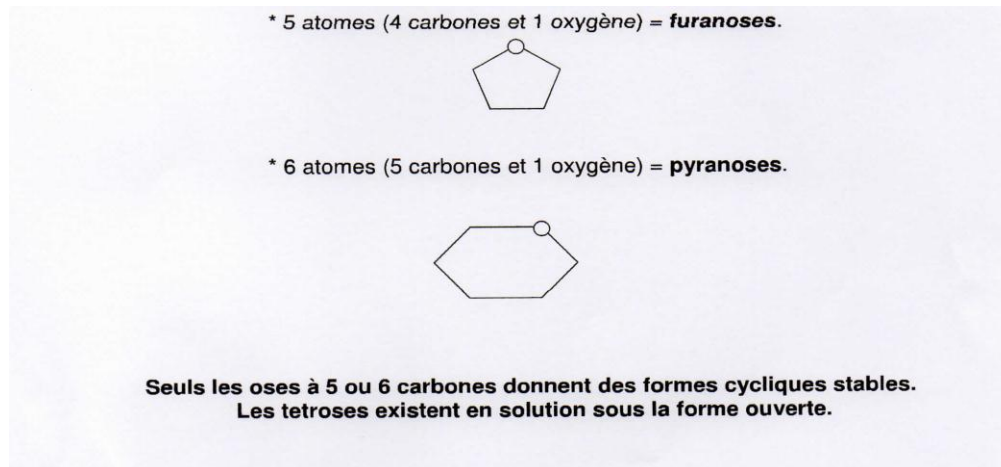 * 5 atomes (4 carbones et 1 oxygène) = furanoses.
* 6 atomes (5 carbones et 1 oxygène) = pyranoses.
Seuls les oses à 5 ou 6 carbones donnent des formes cycliques stables.
Les tetroses existent en solution sous la forme ouverte.